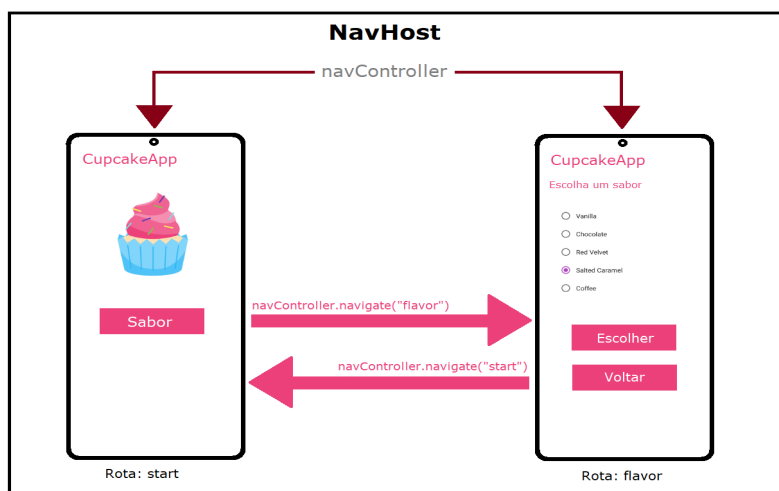 NavHost
navController
CupcakeApp
Sabor
Rota: start
navController.navigate("flavor")
navController.navigate("start")
CupcakeApp
Escolha um sabor
Vanilla
Chocolate
Red Velvet
Salted Caramel
Coffee
Escolher
Voltar
Rota: flavor